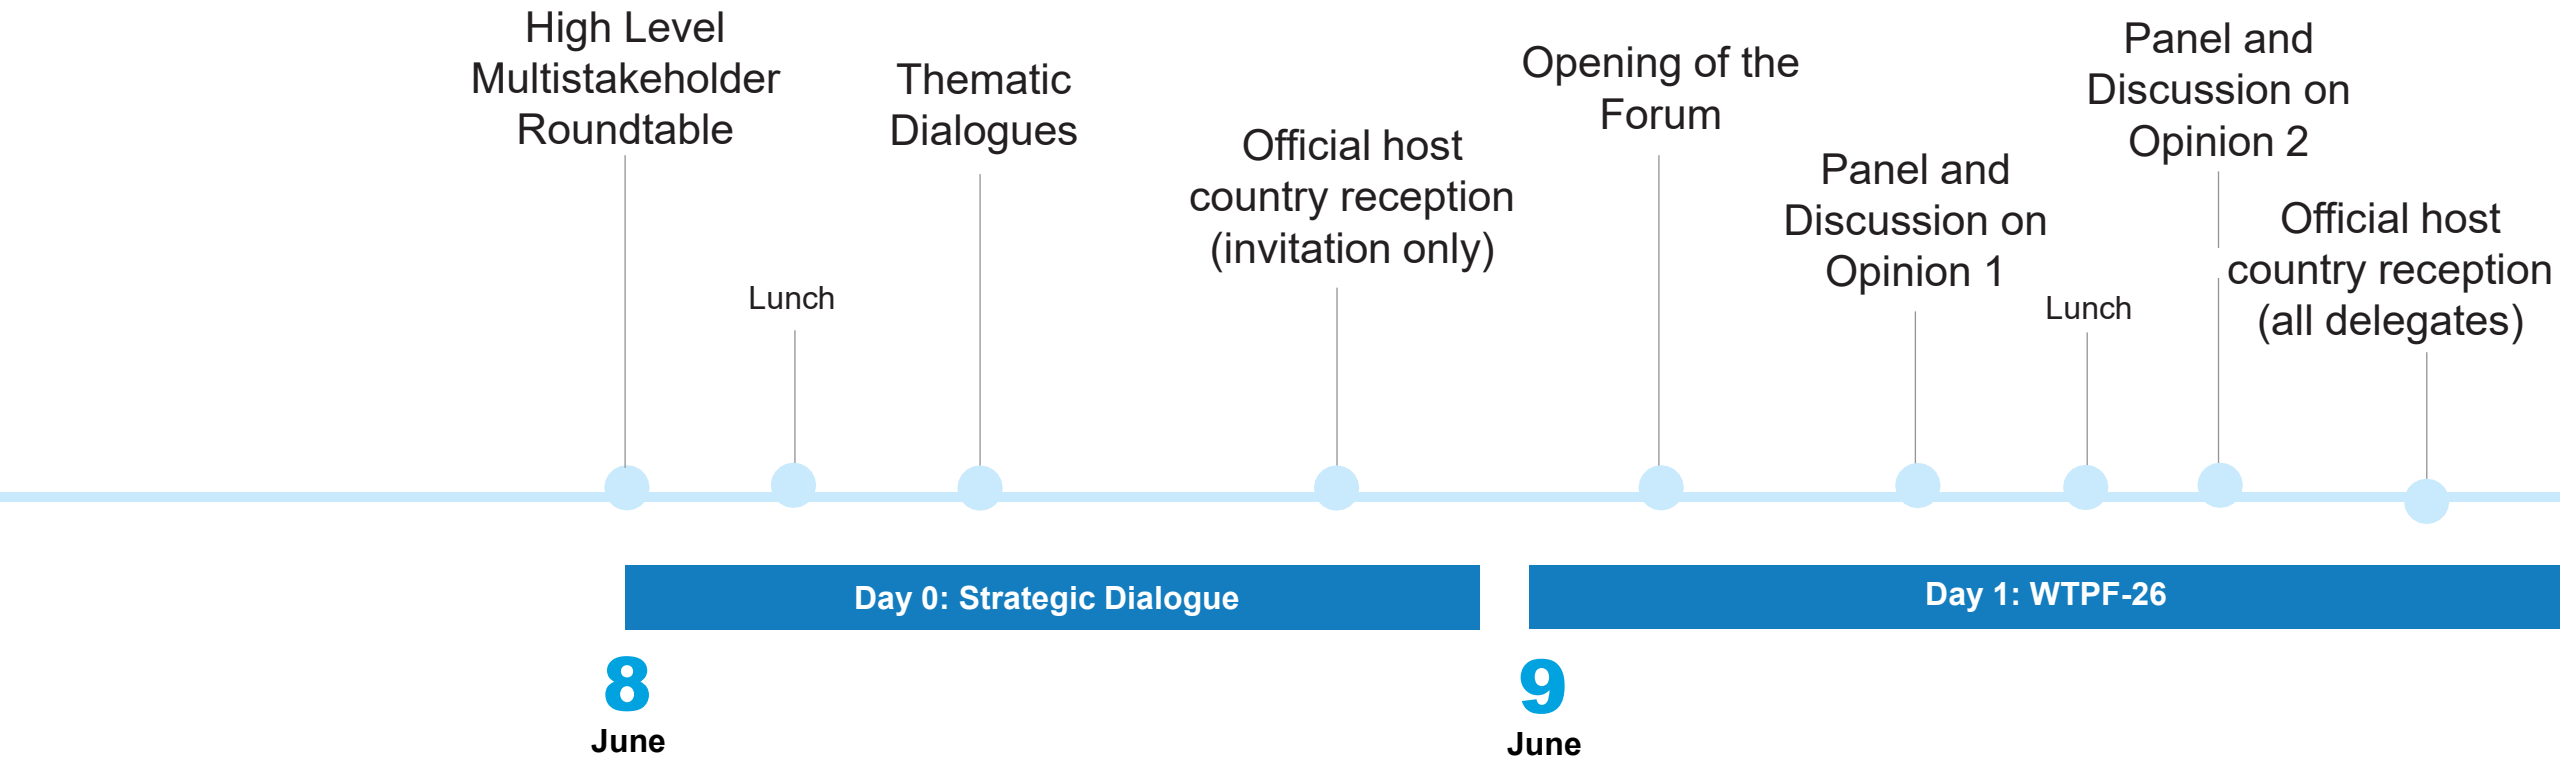 High Level
Multistakeholder
Roundtable
Lunch
Thematic
Dialogues
Official host
country reception
(invitation only)
Opening of the
Forum
Panel and
Discussion on
Opinion 1
Lunch
Panel and
Discussion on
Opinion 2
Official host
country reception
(all delegates)
Day 0: Strategic Dialogue
Day 1: WTPF-26
8
June
9
June